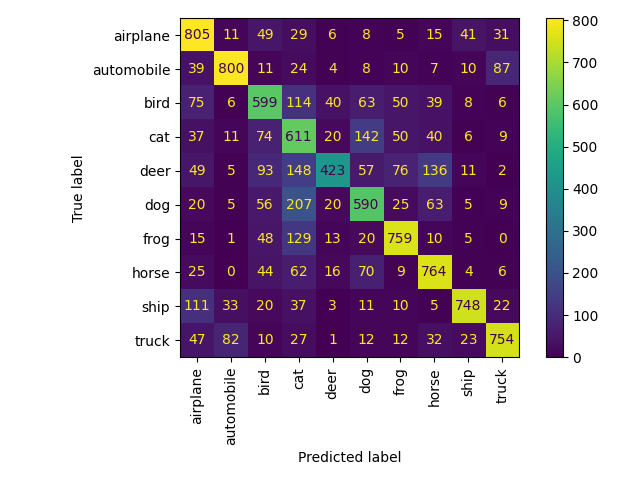 airplane 805 11 49 29 6 8 5 15 41 31
automobile 39 800 11 24 4 8 10 7 10 87
bird 75 6 599 114 40 63 50 39 8 6
cat 37 11 74 611 20 142 50 40 6 9
deer 49 5 93 148 423 57 76 136 11 2
dog 20 5 56 207 20 590 25 63 5 9
frog 15 1 48 129 13 20 759 10 5 0
horse 25 0 44 62 16 70 9 764 4 6
ship 111 33 20 37 3 11 10 5 748 22
truck 47 82 10 27 1 12 12 32 23 754
airplane automobile bird cat deer dog frog horse ship truck
Predicted label
True label
800
700
600
500
400
300
200
100
0